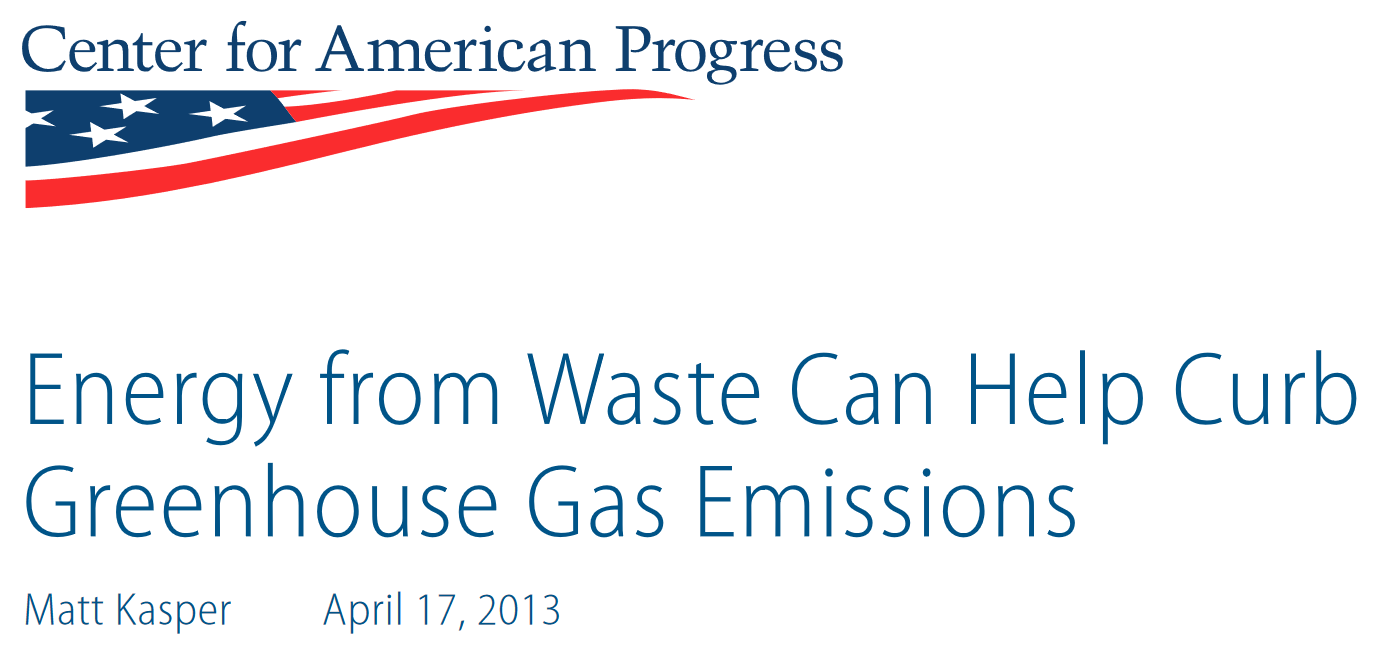 Center for American Progress
Energy from Waste Can Help Curb
Greenhouse Gas Emissions
Matt Kasper April 17, 2013